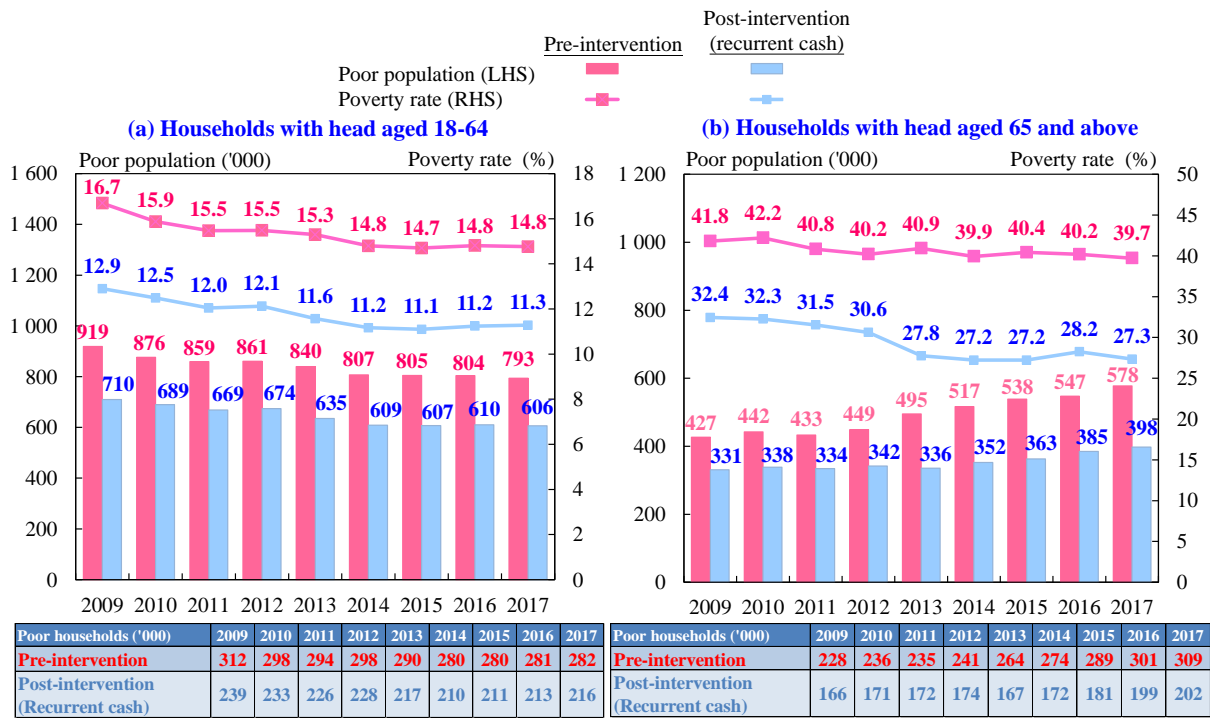 Pre-intervention
Post-intervention
(recurrent cash)
Poor population (LHS)
Poverty rate (RHS)
(a) Households with head aged 18-64
Poor population ('000)
Poverty rate (%)
1 600
1 400
1 200
1 000
800
600
400
200
0
18
16
14
12
10
8
6
4
2
0
16.7 15.9 15.5 15.5 15.3 14.8 14.7 14.8 14.8
12.9 12.5 12.0 12.1 11.6 11.2 11.1 11.2 11.3
919 876 859 861 840 807 805 804 793
710 689 669 674 635 609 607 610 606
2009 2010 2011 2012 2013 2014 2015 2016 2017
Poor households ('000) 2009 2010 2011 2012 2013 2014 2015 2016 2017
Pre-intervention 312 298 294 298 290 280 280 281 282
Post-intervention
(Recurrent cash) 239 233 226 228 217 210 211 213 216
(b) Households with head aged 65 and above
Poor population ('000)
Poverty rate (%)
1 200
1 000
800
600
400
200
0
50
45
40
35
30
25
20
15
10
5
0
41.8 42.2 40.8 40.2 40.9 39.9 40.4 40.2 39.7
32.4 32.3 31.5 30.6 27.8 27.2 27.2 28.2 27.3
427 442 433 449 495 517 538 547 578
331 338 334 342 336 352 363 385 398
2009 2010 2011 2012 2013 2014 2015 2016 2017
Poor households ('000) 2009 2010 2011 2012 2013 2014 2015 2016 2017
Pre-intervention 228 236 235 241 264 274 289 301 309
Post-intervention
(Recurrent cash) 166 171 172 174 167 172 181 199 202